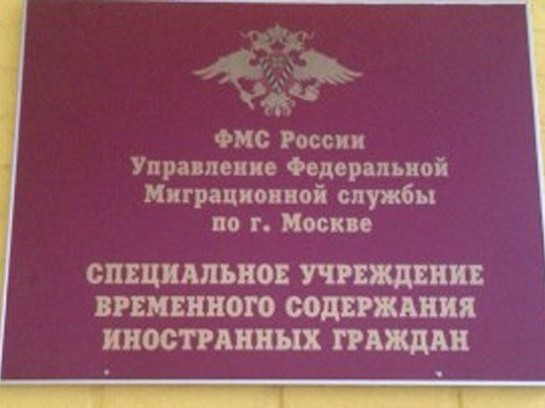 ФМС России
Управление Федеральной
Миграционной службы
по г. Москве
СПЕЦИАЛЬНОЕ УЧРЕЖДЕНИЕ
ВРЕМЕННОГО СОДЕРЖАНИЯ
ИНОСТРАННЫХ ГРАЖДАН